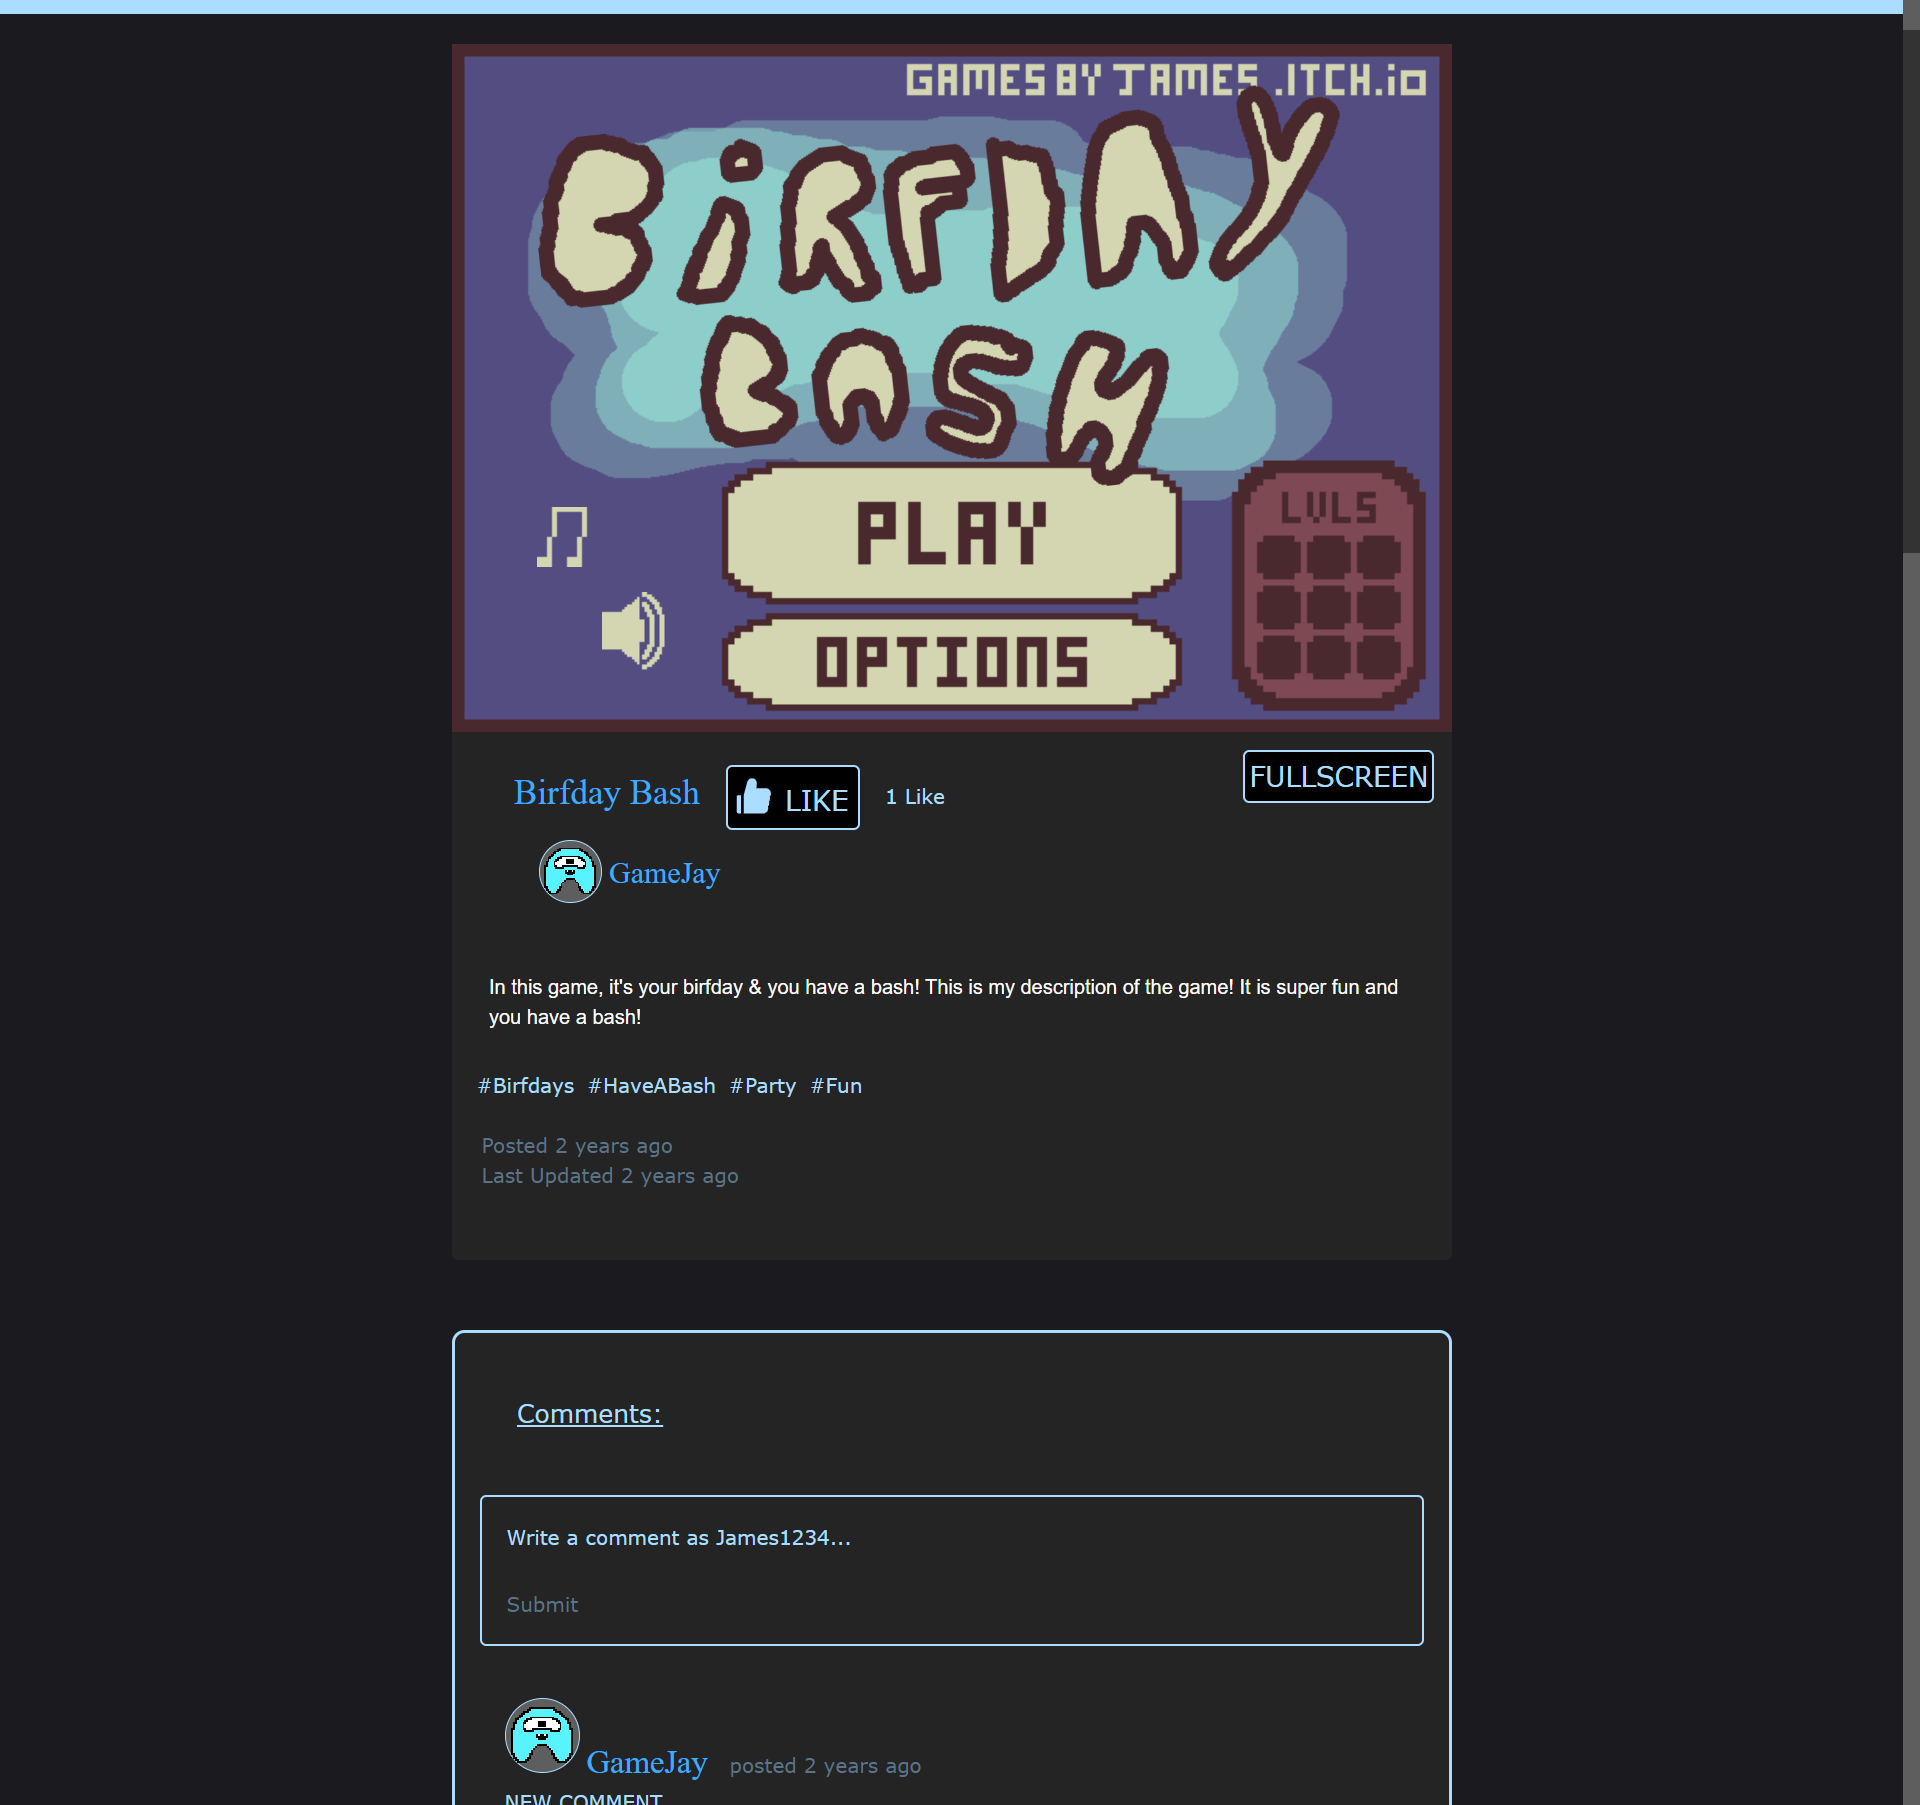 GAMES BY JAMES .ITCH.io
BiRFDAY
BASH
PLAY
OPTIONS
LVLS
Birfday Bash LIKE 1 Like FULLSCREEN
GameJay
In this game, it's your birfday & you have a bash! This is my description of the game! It is super fun and
you have a bash!
#Birfdays #HaveABash #Party #Fun
Posted 2 years ago
Last Updated 2 years ago
Comments:
Write a comment as James1234...
Submit
GameJay posted 2 years ago
NEW COMMENT